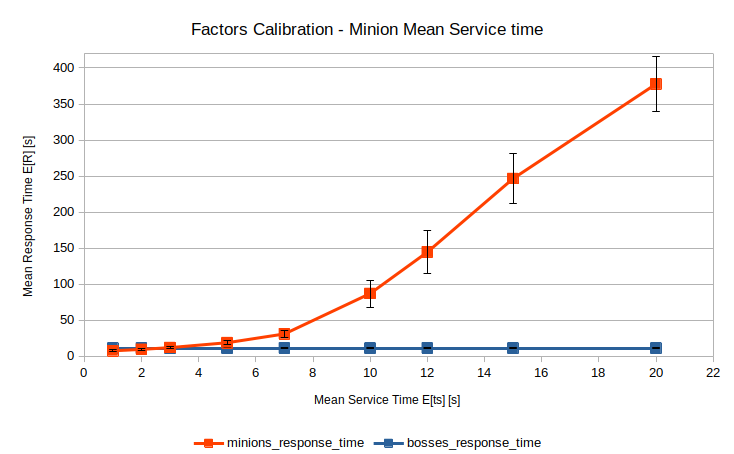 Factors Calibration - Minion Mean Service time
400
350
300
250
200
150
100
50
0
Mean Response Time E[R] [s]
0 2 4 6 8 10 12 14 16 18 20 22
Mean Service Time E[ts] [s]
minions_response_time bosses_response_time